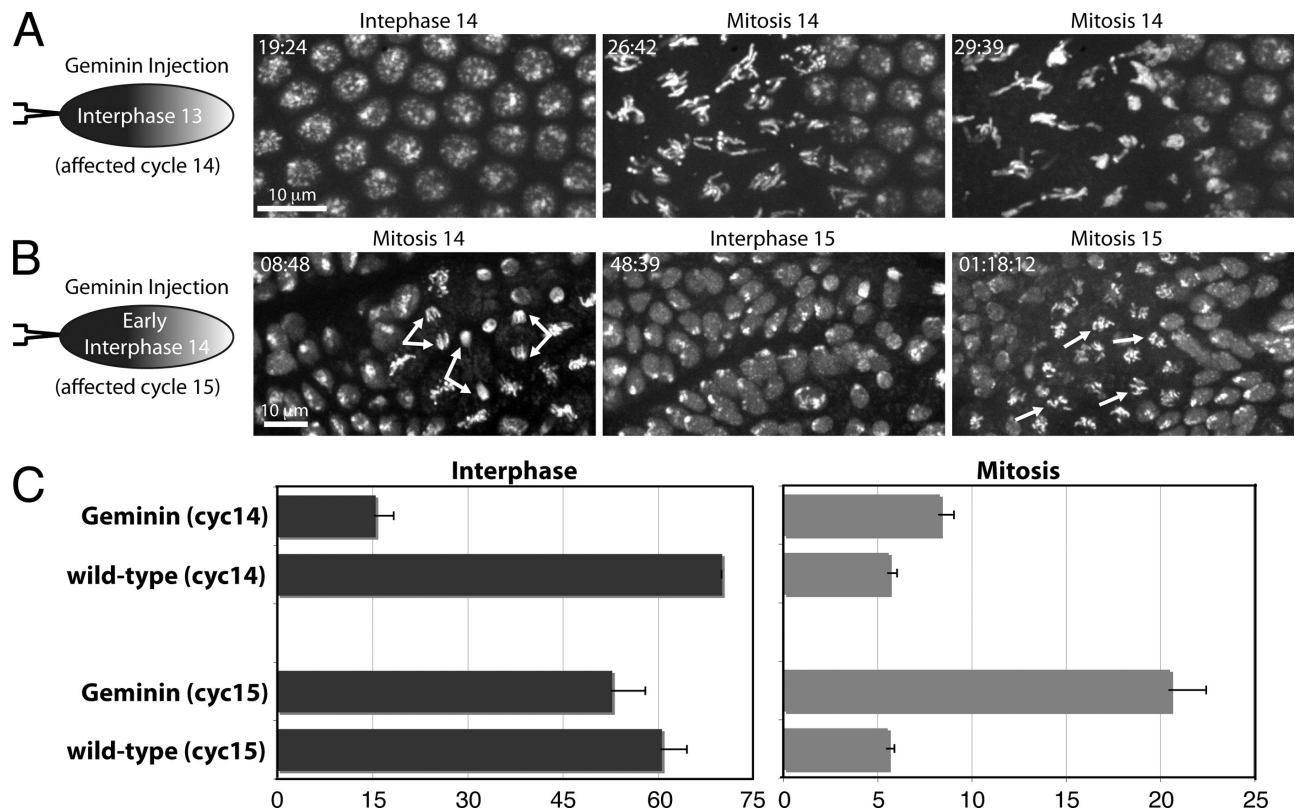 A
Geminin Injection
Interphase 13
(affected cycle 14)
Intephase 14
19:24
10 μm
Mitosis 14
26:42
Mitosis 14
29:39
B
Geminin Injection
Early
Interphase 14
(affected cycle 15)
Mitosis 14
08:48
10 μm
Interphase 15
48:39
Mitosis 15
01:18:12
C
Interphase
Mitosis
Geminin (cyc14)
wild-type (cyc14)
Geminin (cyc15)
wild-type (cyc15)
0 15 30 45 60 75
0 5 10 15 20 25